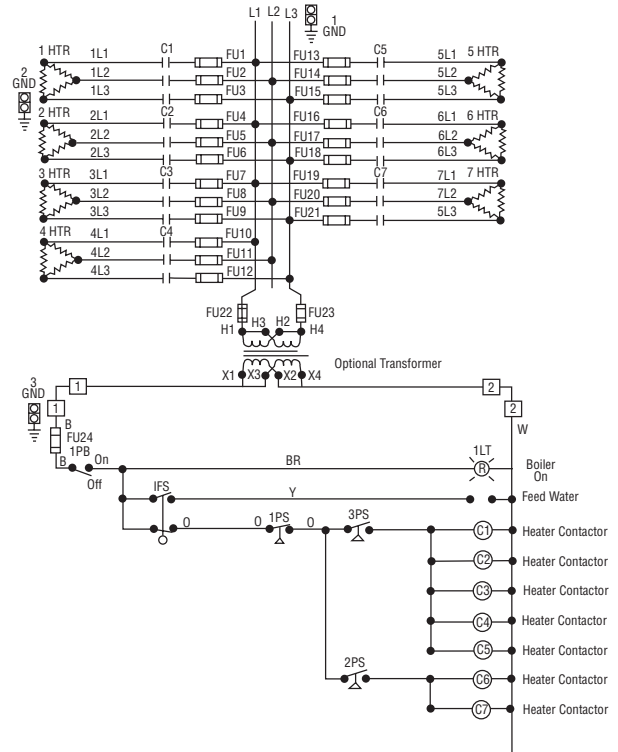 L1 L2 L3
1
GND
1 HTR 1L1 C1 FU1 FU13 C5 5L1 5 HTR
2
GND
1L2 FU2 FU14 5L2
1L3 FU3 FU15 5L3
2 HTR 2L1 C2 FU4 FU16 C6 6L1 6 HTR
2L2 FU5 FU17 6L2
2L3 FU6 FU18 6L3
3 HTR 3L1 C3 FU7 FU19 C7 7L1 7 HTR
3L2 FU8 FU20 7L2
3L3 FU9 FU21 5L3
4 HTR 4L1 C4 FU10
4L2 FU11
4L3 FU12
FU22 FU23
H1 H3 H2 H4
Optional Transformer
X1 X3 X2 X4
3
GND
1 2
1 2
B W
FU24
B 1PB On
Off
BR
1LT
R
Boiler
On
IFS Y Feed Water
O O 1PS O 3PS C1 Heater Contactor
C2 Heater Contactor
C3 Heater Contactor
C4 Heater Contactor
C5 Heater Contactor
2PS C6 Heater Contactor
C7 Heater Contactor